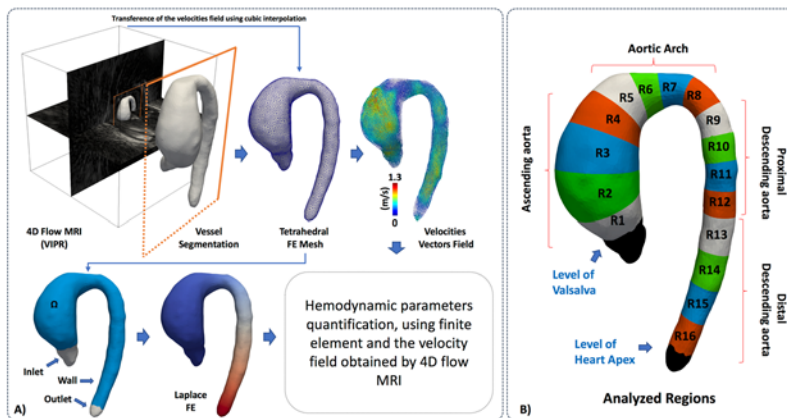 Transference of the velocities field using cubic interpolation
4D Flow MRI
(VIPR)
Vessel
Segmentation
Tetrahedral
FE Mesh
1.3
(m/s)
0
Velocities
Vectors Field
Ω
Inlet
Wall
Outlet
A)
Laplace
FE
Hemodynamic parameters
quantification, using finite
element and the velocity
field obtained by 4D flow
MRI
Aortic Arch
Ascending aorta
Proximal
Descending aorta
Distal
Descending aorta
R1
R2
R3
R4
R5
R6
R7
R8
R9
R10
R11
R12
R13
R14
R15
R16
Level of
Valsalva
Level of
Heart Apex
B)
Analyzed Regions